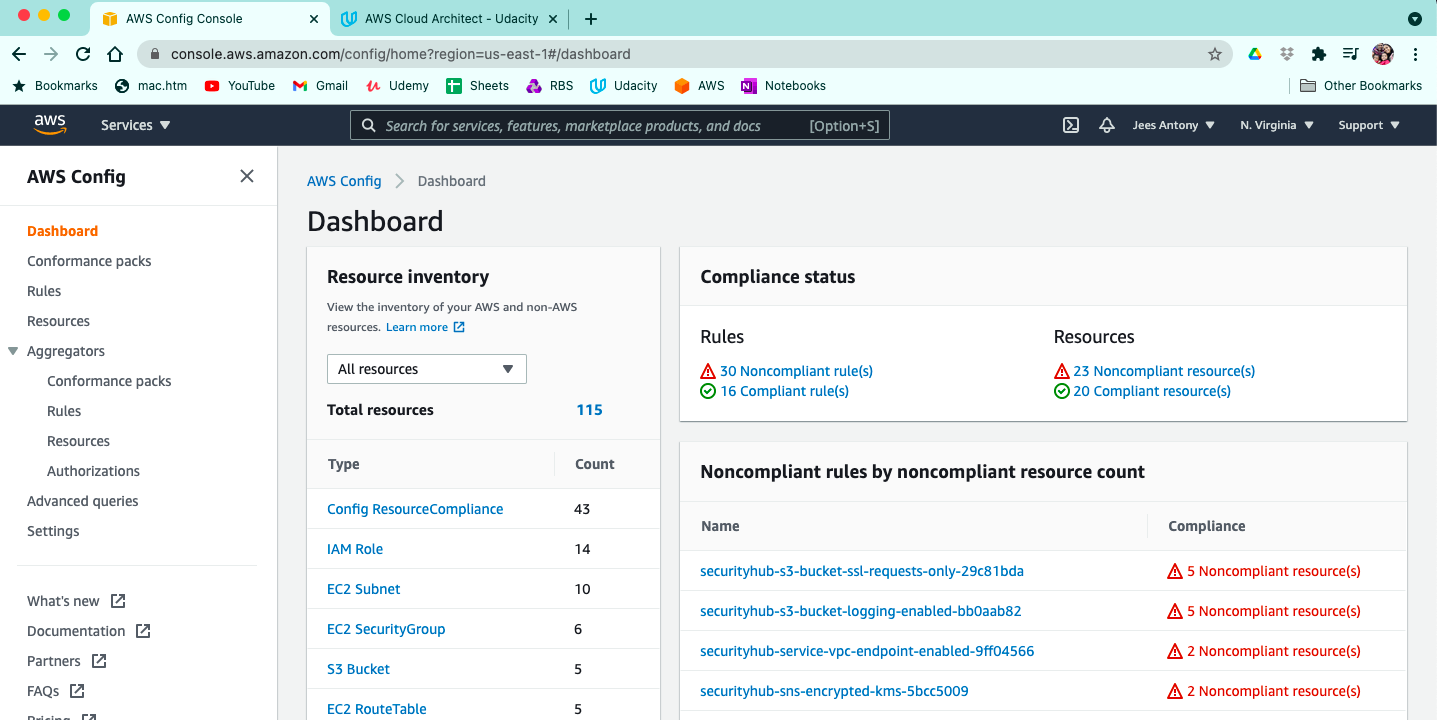 AWS Config Console
AWS Cloud Architect - Udacity
console.aws.amazon.com/config/home?region=us-east-1#/dashboard
Bookmarks mac.htm YouTube Gmail Udemy Sheets RBS Udacity AWS Notebooks Other Bookmarks
aws Services Search for services, features, marketplace products, and docs [Option+S] Jees Antony N. Virginia Support
AWS Config
Dashboard
Conformance packs
Rules
Resources
Aggregators
Conformance packs
Rules
Resources
Authorizations
Advanced queries
Settings
What's new
Documentation
Partners
FAQs
Pricing
AWS Config Dashboard
Dashboard
Resource inventory
View the inventory of your AWS and non-AWS
resources. Learn more
All resources
Total resources 115
Type Count
Config ResourceCompliance 43
IAM Role 14
EC2 Subnet 10
EC2 SecurityGroup 6
S3 Bucket 5
EC2 RouteTable 5
Compliance status
Rules Resources
30 Noncompliant rule(s) 23 Noncompliant resource(s)
16 Compliant rule(s) 20 Compliant resource(s)
Noncompliant rules by noncompliant resource count
Name Compliance
securityhub-s3-bucket-ssl-requests-only-29c81bda 5 Noncompliant resource(s)
securityhub-s3-bucket-logging-enabled-bb0aab82 5 Noncompliant resource(s)
securityhub-service-vpc-endpoint-enabled-9ff04566 2 Noncompliant resource(s)
securityhub-sns-encrypted-kms-5bcc5009 2 Noncompliant resource(s)